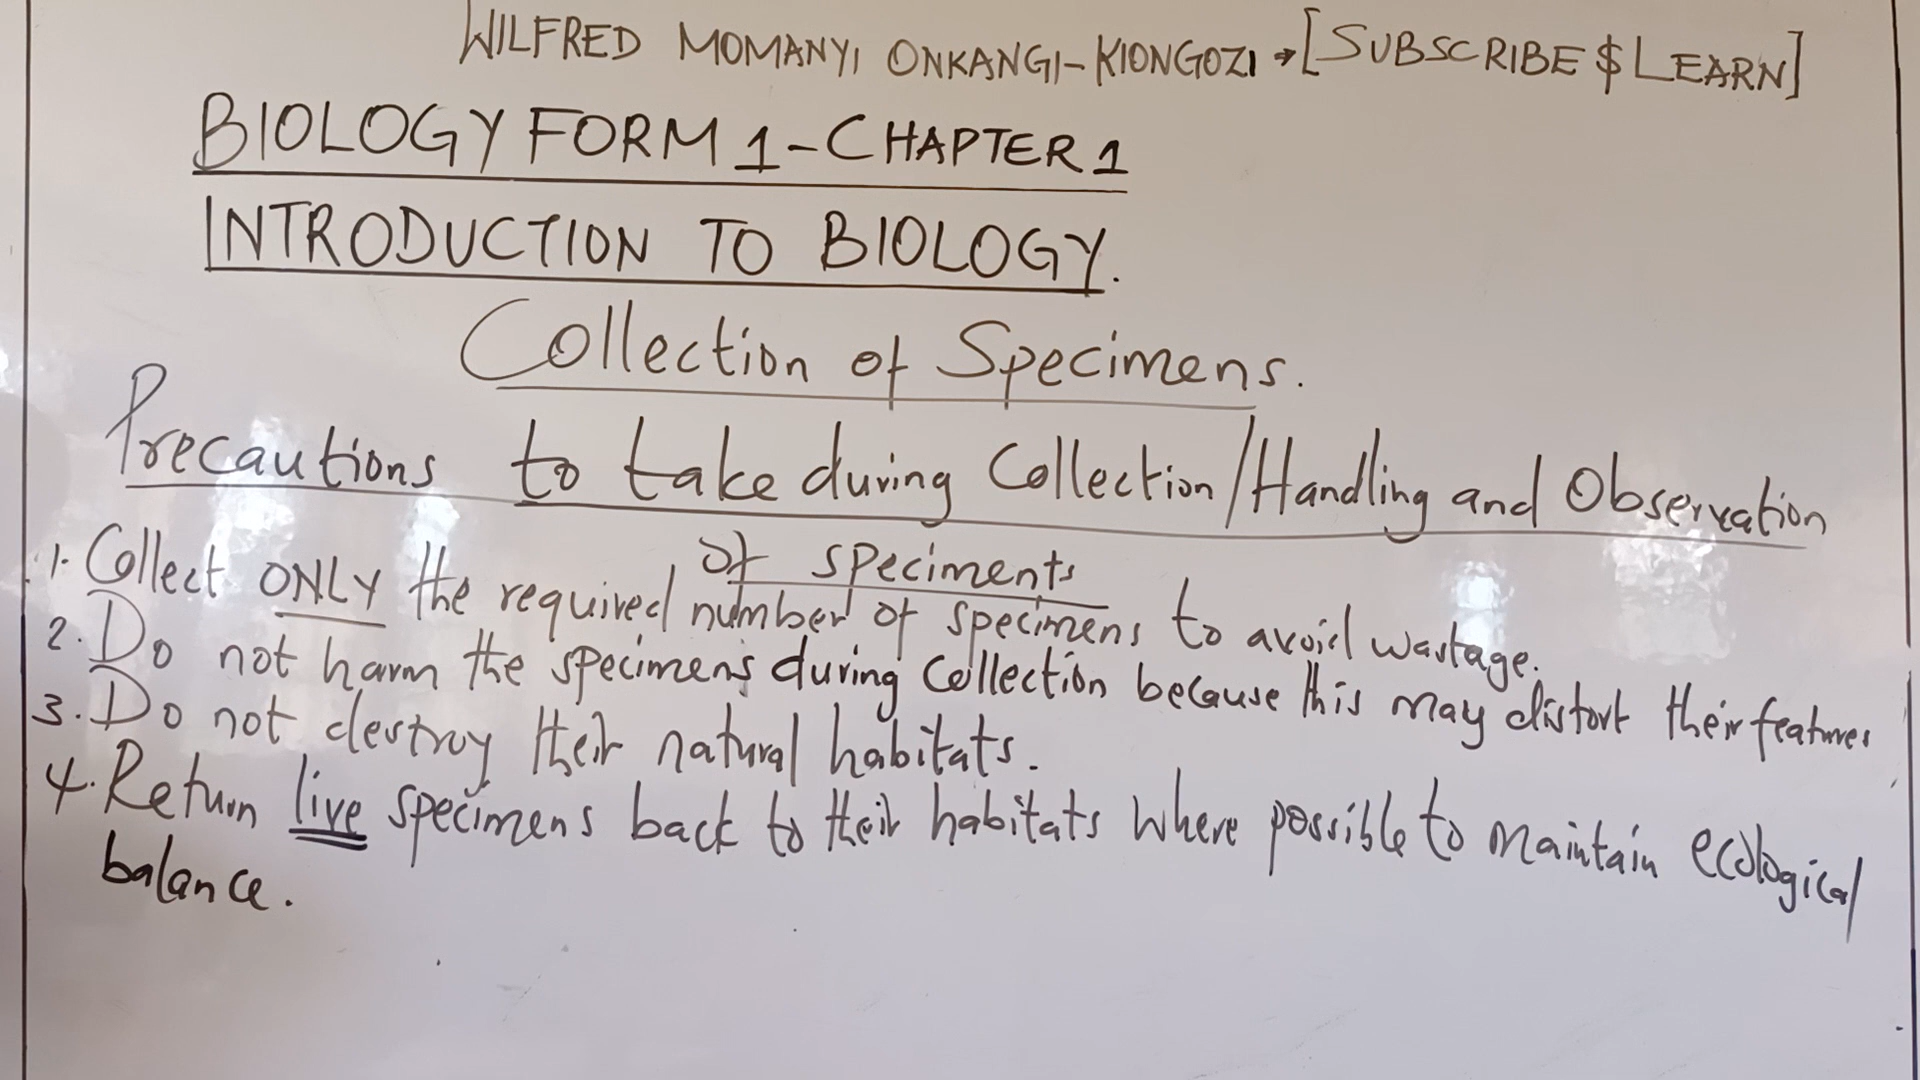 WILFRED MOMANYI ONKANGI-KIONGOZI → [SUBSCRIBE $ LEARN]
BIOLOGY FORM 1 - CHAPTER 1
INTRODUCTION TO BIOLOGY.
Collection of Specimens.
Precautions to take during Collection/Handling and Observation
of speciments
1. Collect ONLY the required number of specimens to avoid wastage.
2. Do not harm the specimens during collection because this may distort their features
3. Do not destroy their natural habitats.
4. Return live specimens back to their habitats where possible to maintain ecological
balance.